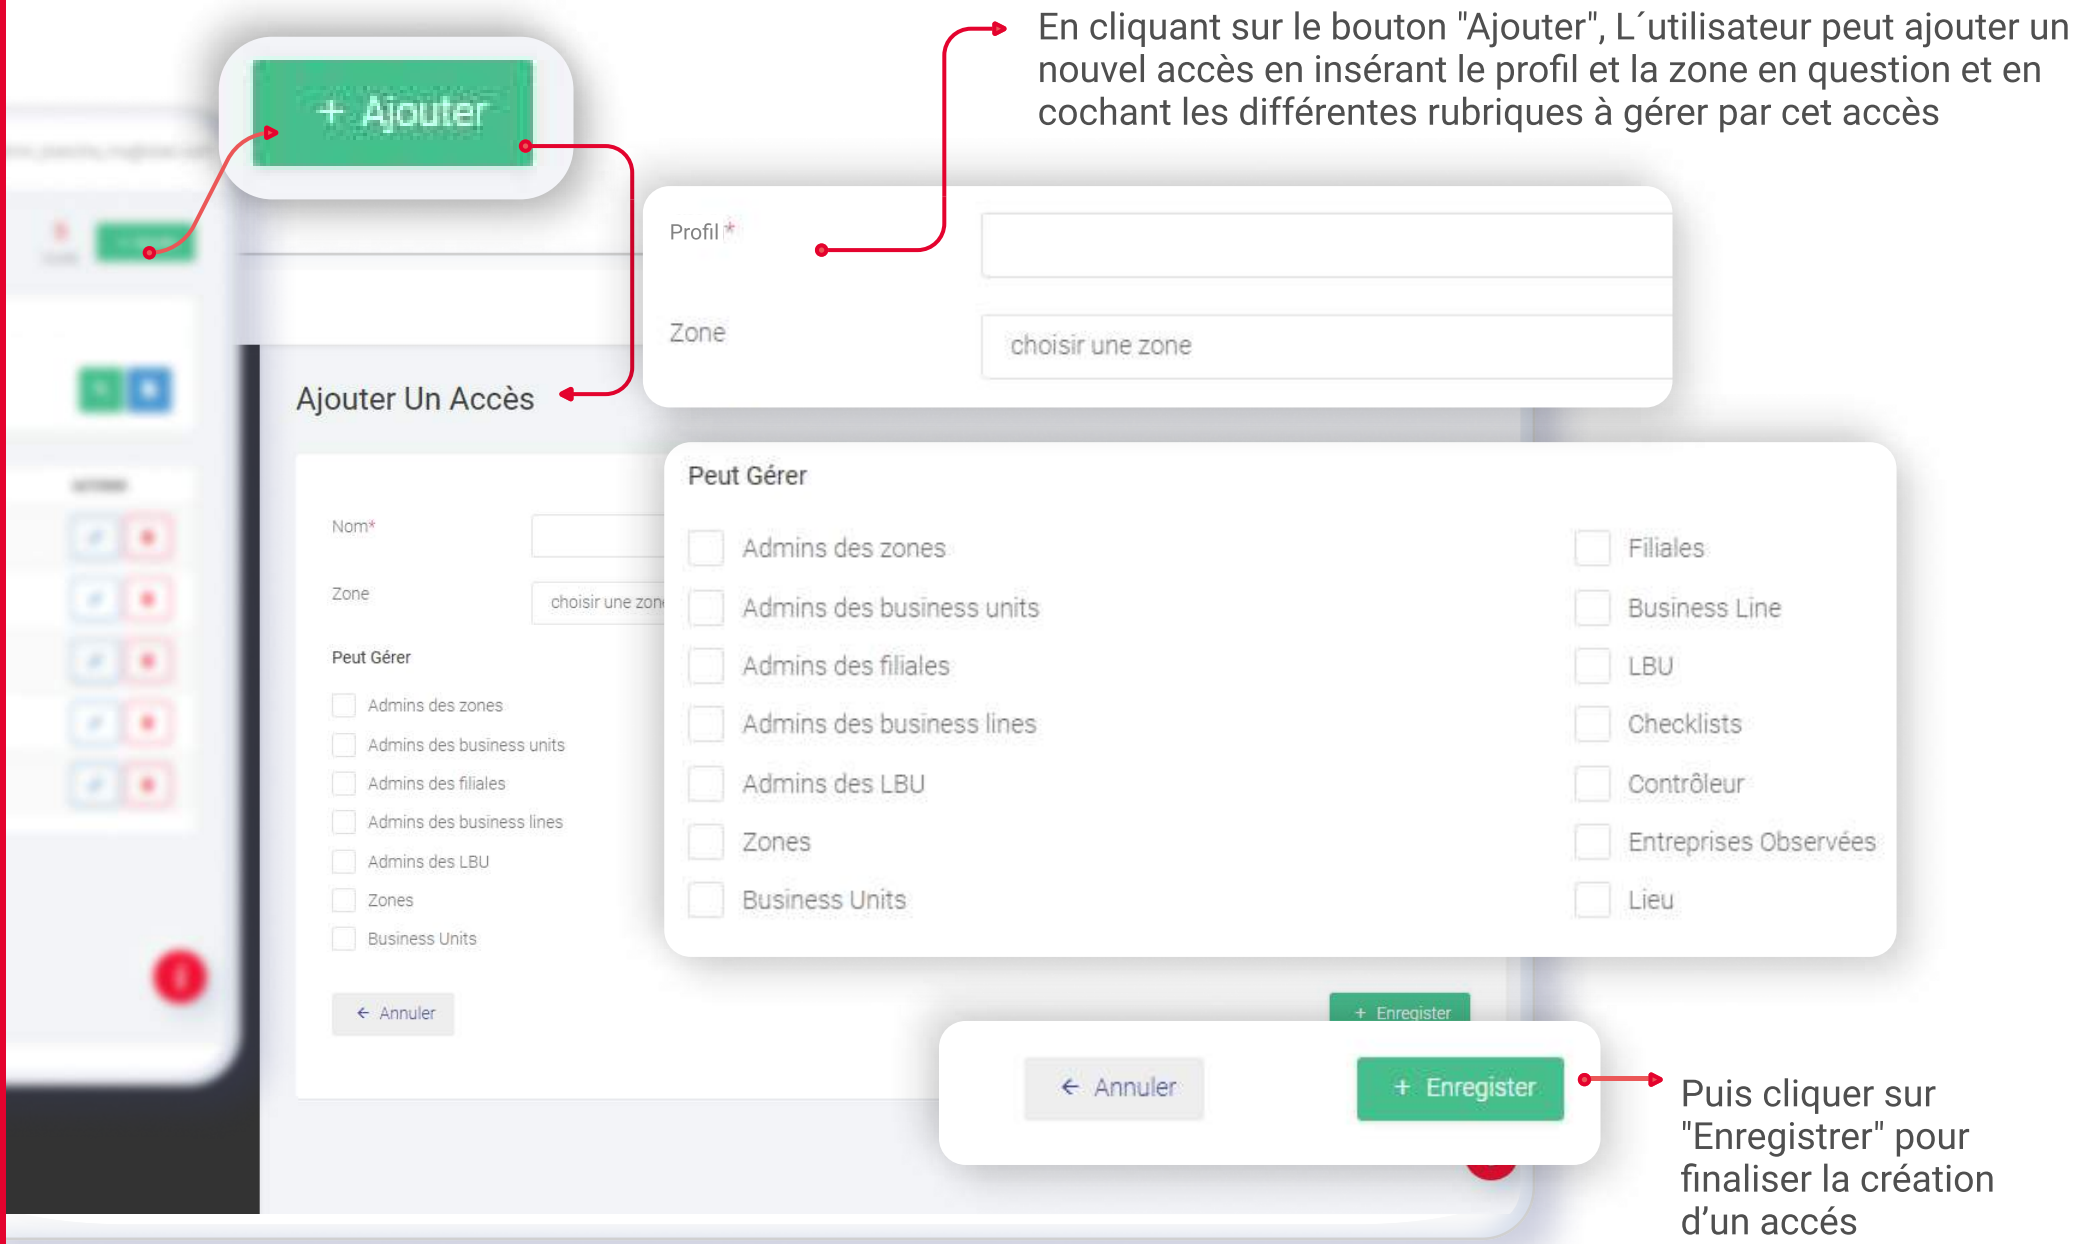 En cliquant sur le bouton "Ajouter", L´utilisateur peut ajouter un
nouvel accès en insérant le profil et la zone en question et en
cochant les différentes rubriques à gérer par cet accès
+ Ajouter
Profil *
Zone
choisir une zone
Ajouter Un Accès
Nom*
Zone
choisir une zone
Peut Gérer
Admins des zones
Admins des business units
Admins des filiales
Admins des business lines
Admins des LBU
Zones
Business Units
← Annuler
+ Enregister
Peut Gérer
Admins des zones
Admins des business units
Admins des filiales
Admins des business lines
Admins des LBU
Zones
Business Units
Filiales
Business Line
LBU
Checklists
Contrôleur
Entreprises Observées
Lieu
← Annuler
+ Enregister
Puis cliquer sur
"Enregistrer" pour
finaliser la création
d’un accés